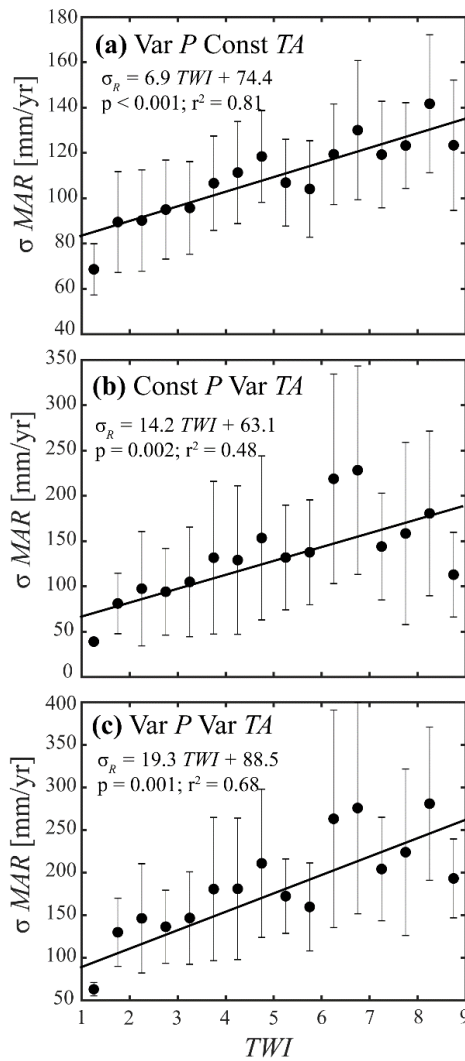 180
(a) Var P Const TA
160
σR = 6.9 TWI + 74.4
p < 0.001; r² = 0.81
140
120
100
80
60
40
σ MAR [mm/yr]
350
(b) Const P Var TA
300
σR = 14.2 TWI + 63.1
p = 0.002; r² = 0.48
250
200
150
100
50
0
σ MAR [mm/yr]
400
(c) Var P Var TA
350
σR = 19.3 TWI + 88.5
p = 0.001; r² = 0.68
300
250
200
150
100
50
σ MAR [mm/yr]
1 2 3 4 5 6 7 8 9
TWI